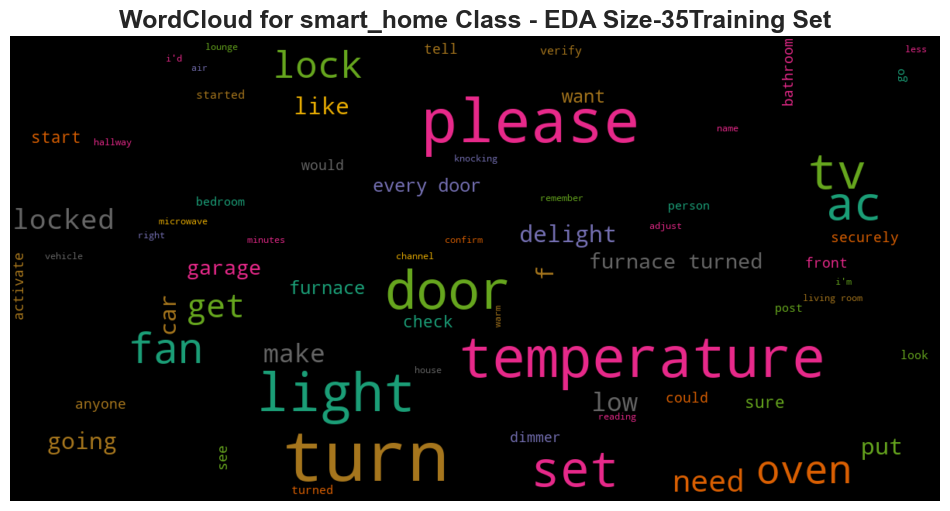 WordCloud for smart_home Class - EDA Size-35Training Set
lounge
tell
verify
bathroom
less
i'd
lock
air
go
started
like
want
please
start
hallway
name
knocking
would
tv
every door
ac
bedroom
remember
person
locked
microwave
right
minutes
confirm
delight
adjust
securely
vehicle
garage
channel
furnace turned
front
activate
furnace
door
f
i'm
living room
car
get
check
warm
post
fan
make
temperature
look
house
light
low
could
sure
anyone
reading
going
see
turn
dimmer
put
set
need
oven
turned